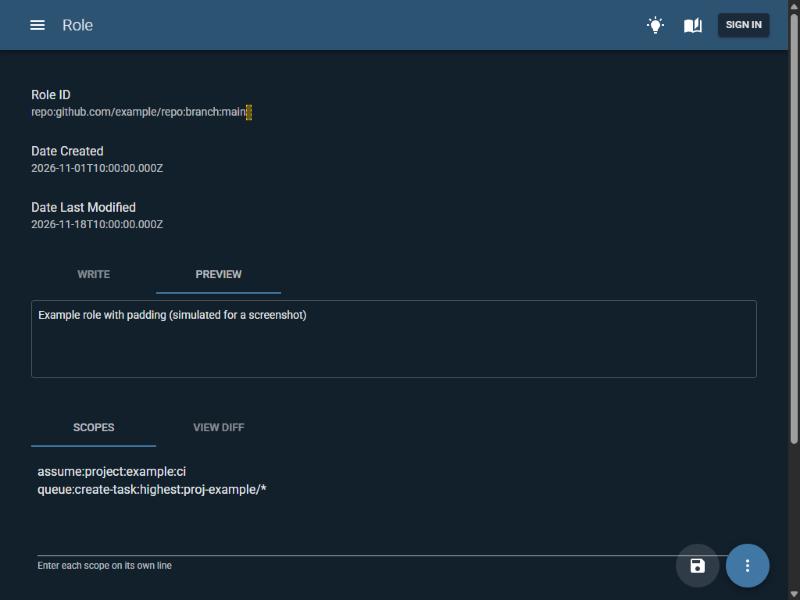 Role
SIGN IN
Role ID
repo:github.com/example/repo:branch:main
Date Created
2026-11-01T10:00:00.000Z
Date Last Modified
2026-11-18T10:00:00.000Z
WRITE
PREVIEW
Example role with padding (simulated for a screenshot)
SCOPES
VIEW DIFF
assume:project:example:ci
queue:create-task:highest:proj-example/*
Enter each scope on its own line